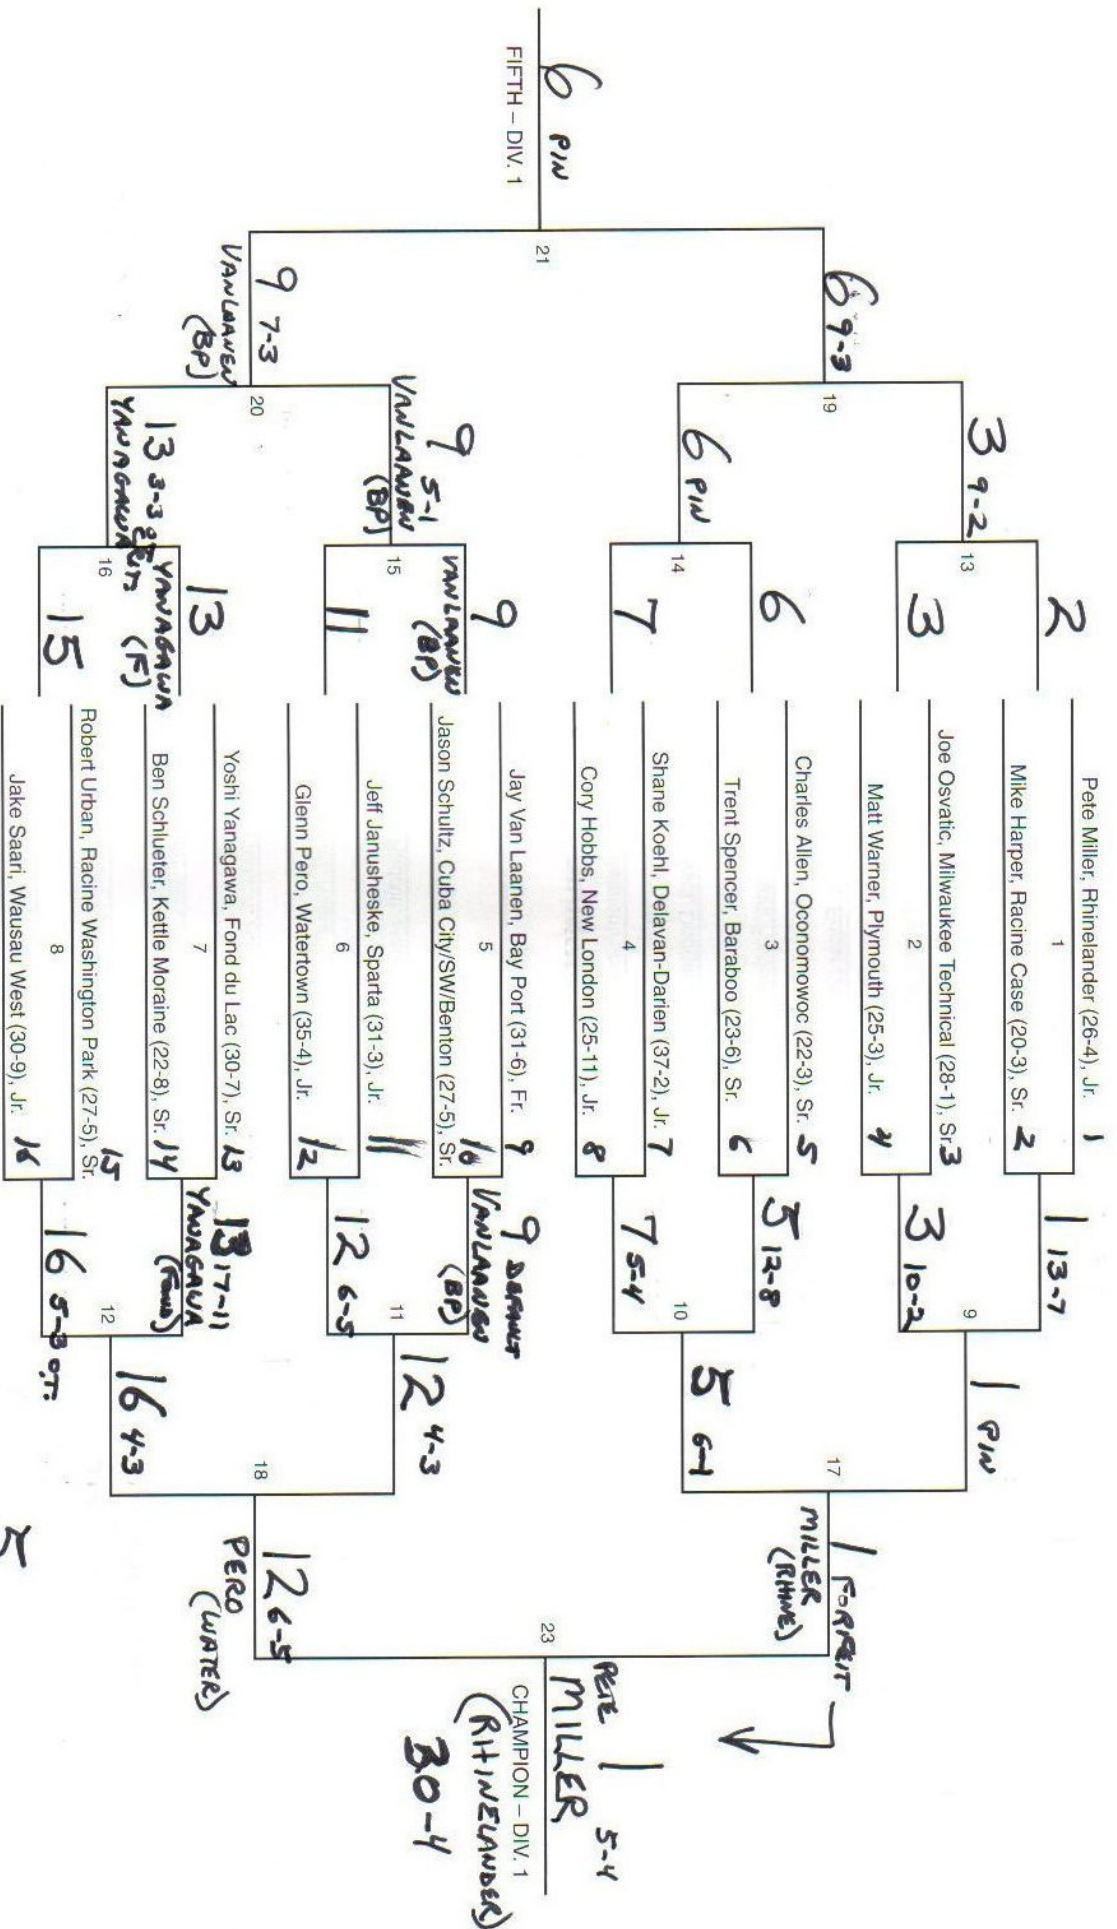 6 PIN
FIFTH – DIV. 1
21
6 9-3
9 7-3
VANLAANEN
(BP)
19
20
3 9-2
6 PIN
9 5-1
VANLAANEN
(BP)
13 3-3
YANAGAWA
13
14
15
16
2
3
6
7
9
VANLAANEN
(BP)
11
13
YANAGAWA
(F)
15
Pete Miller, Rhinelander (26-4), Jr. 1
1
Mike Harper, Racine Case (20-3), Sr. 2
Joe Osvatic, Milwaukee Technical (28-1), Sr. 3
2
Matt Warner, Plymouth (25-3), Jr. 4
Charles Allen, Oconomowoc (22-3), Sr. 5
3
Trent Spencer, Baraboo (23-6), Sr. 6
Shane Koehl, Delavan-Darien (37-2), Jr. 7
4
Cory Hobbs, New London (25-11), Jr. 8
Jay Van Laanen, Bay Port (31-6), Fr. 9
5
Jason Schultz, Cuba City/SW/Benton (27-5), Sr. 10
Jeff Janusheske, Sparta (31-3), Jr. 11
6
Glenn Pero, Watertown (35-4), Jr. 12
Yoshi Yanagawa, Fond du Lac (30-7), Sr. 13
7
Ben Schlueter, Kettle Moraine (22-8), Sr. 14
Robert Urban, Racine Washington Park (27-5), Sr. 15
8
Jake Saari, Wausau West (30-9), Jr. 16
1 13-7
3 10-2
5 12-8
7 5-4
9 DEFAULT
VANLAANEN
(BP)
12 6-5
13 17-11
YANAGAWA
(FOND)
16 5-3 O.T.
9
10
11
12
1 PIN
5 6-1
12 4-3
16 4-3
17
18
1 FORFEIT
MILLER
(RHINE)
12 6-5
PERO
(WATER)
5
23
1 5-4
PETE
MILLER
CHAMPION – DIV. 1
(RHINELANDER)
30-4